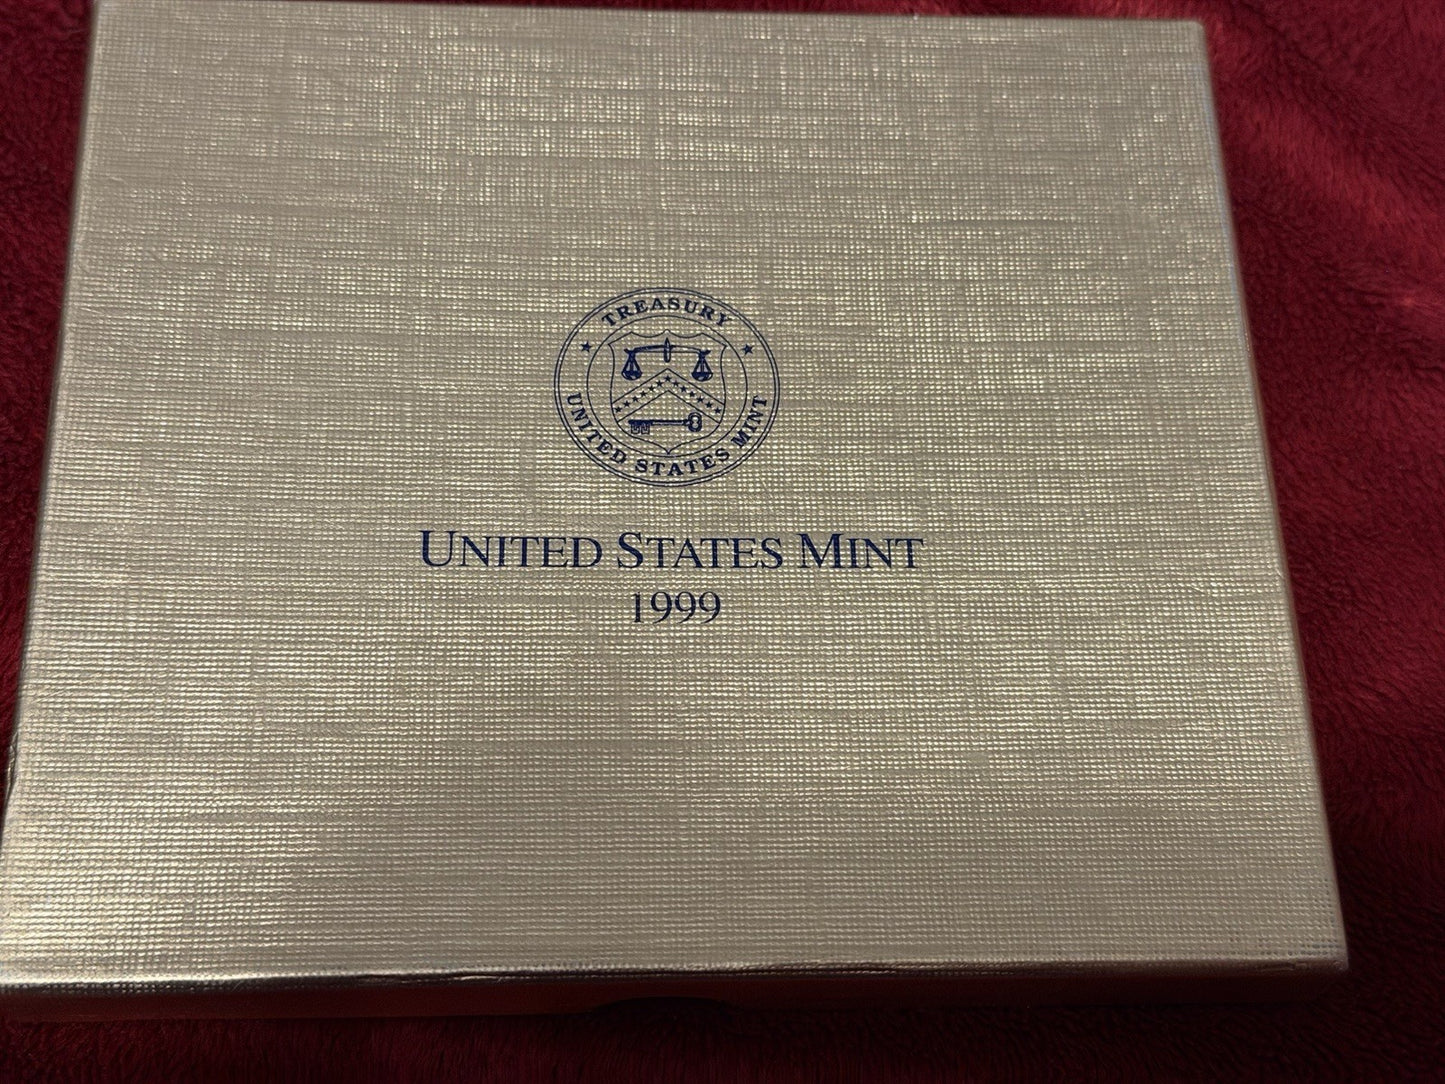 TREASURY
UNITED STATES MINT
UNITED STATES MINT
1999